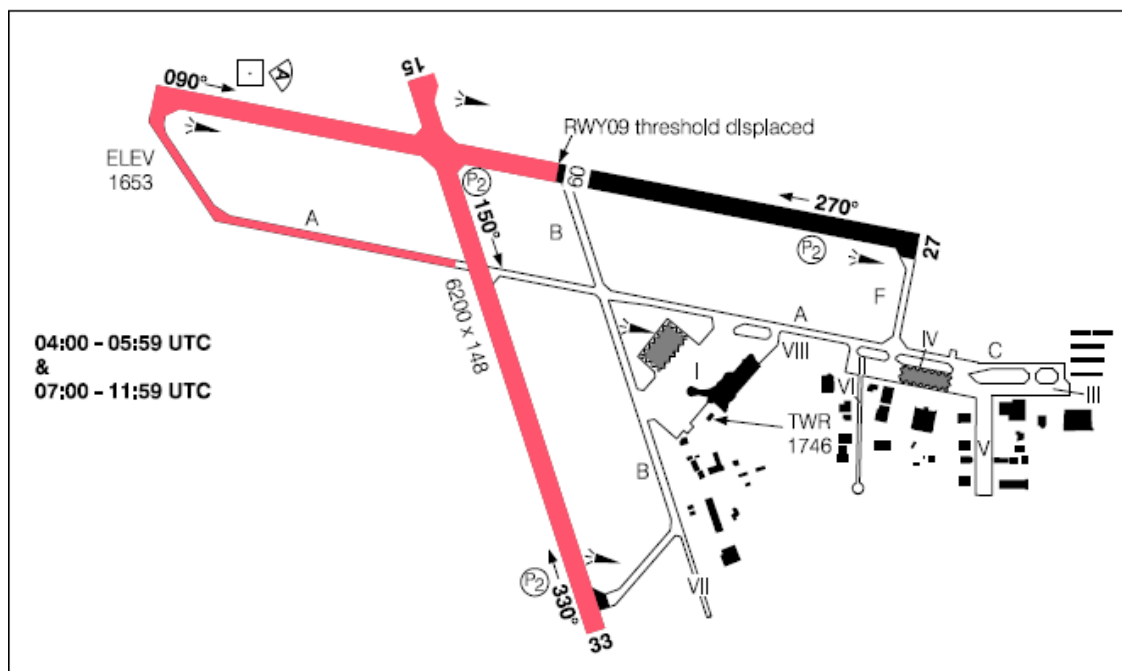 15
090°
A
RWY09 threshold displaced
ELEV
1653
P2
09
270°
150°
A
B
P2
27
F
6200 x 148
A
IV
C
VIII
I
VI
III
04:00 - 05:59 UTC
&
07:00 - 11:59 UTC
TWR
1746
V
B
P2
330°
VII
33